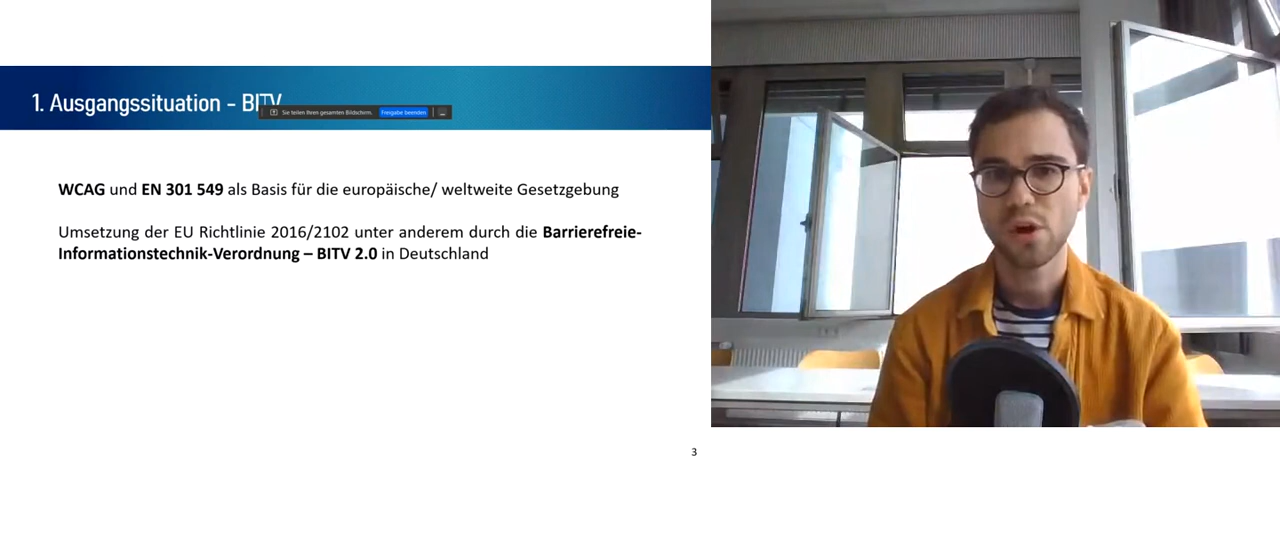 1. Ausgangssituation - BITV
Sie teilen Ihren gesamten Bildschirm. Freigabe beenden
WCAG und EN 301 549 als Basis für die europäische/ weltweite Gesetzgebung
Umsetzung der EU Richtlinie 2016/2102 unter anderem durch die Barrierefreie-
Informationstechnik-Verordnung – BITV 2.0 in Deutschland
3